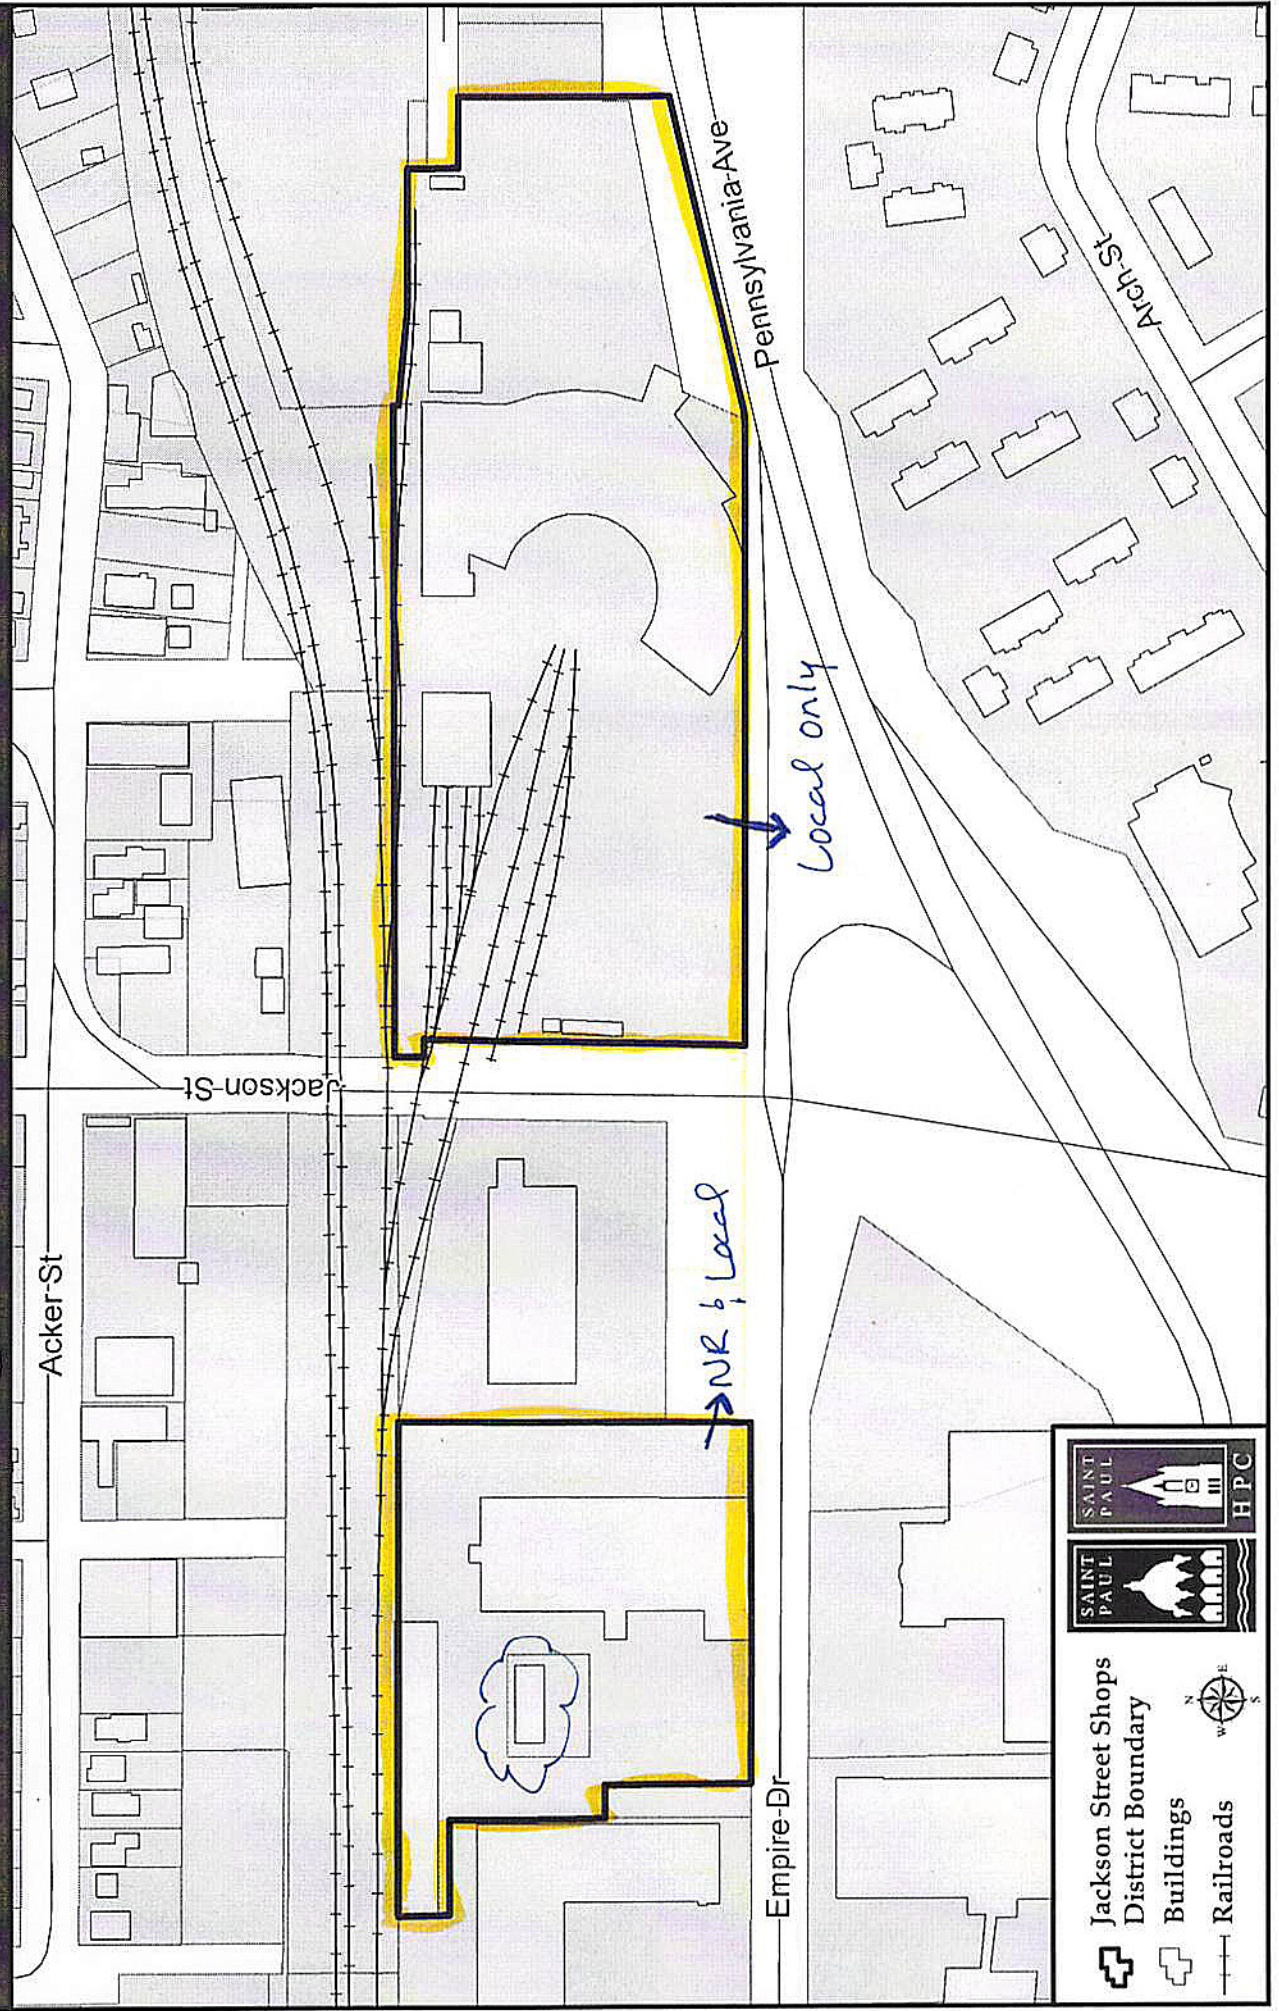 Acker-St
Jackson-St
Pennsylvania-Ave
Arch-St
Local only
NR & Local
Empire-Dr
Jackson Street Shops
District Boundary
Buildings
Railroads
N
W E
S
SAINT
PAUL
SAINT
PAUL
HPC